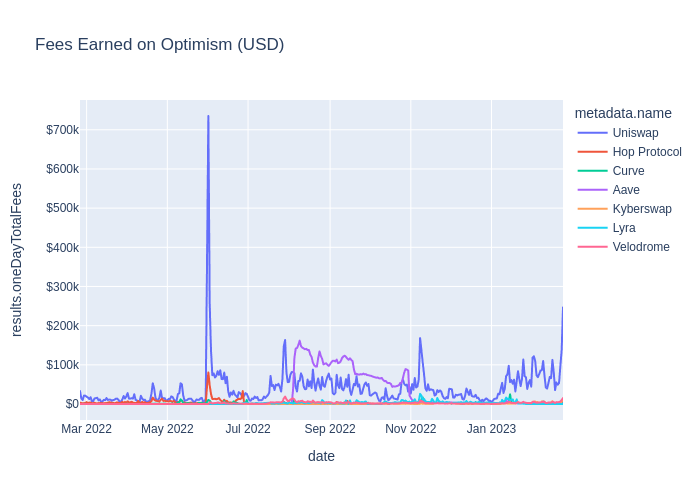 Fees Earned on Optimism (USD)
metadata.name
Uniswap
Hop Protocol
Curve
Aave
Kyberswap
Lyra
Velodrome
$700k
$600k
$500k
$400k
$300k
$200k
$100k
$0
results.oneDayTotalFees
Mar 2022 May 2022 Jul 2022 Sep 2022 Nov 2022 Jan 2023
date